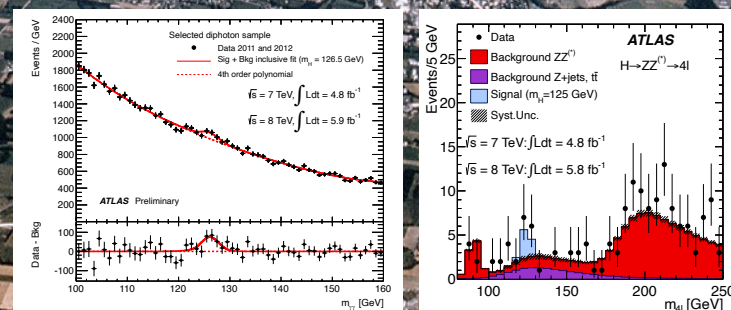 Selected diphoton sample
Data 2011 and 2012
Sig + Bkg inclusive fit (m_H = 126.5 GeV)
4th order polynomial
√s = 7 TeV, ∫Ldt = 4.8 fb⁻¹
√s = 8 TeV, ∫Ldt = 5.9 fb⁻¹
ATLAS Preliminary
Events / GeV
2400
2200
2000
1800
1600
1400
1200
1000
800
600
400
200
Data - Bkg
100
0
-100
100 110 120 130 140 150 160
m_γγ [GeV]
Data
ATLAS
Background ZZ(*)
H→ZZ(*)→4l
Background Z+jets, tt̄
Signal (m_H=125 GeV)
Syst.Unc.
√s = 7 TeV:∫Ldt = 4.8 fb⁻¹
√s = 8 TeV:∫Ldt = 5.8 fb⁻¹
Events/5 GeV
25
20
15
10
5
0
100 150 200 250
m_4l [GeV]